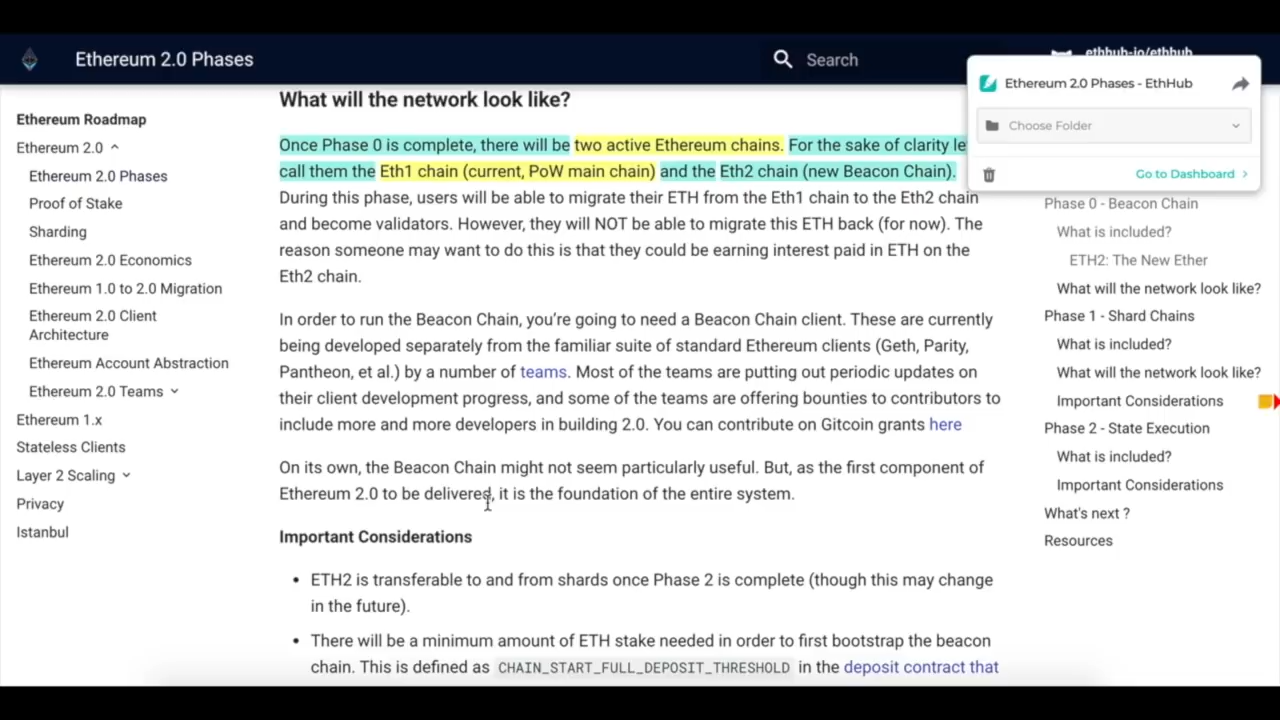 Ethereum 2.0 Phases
Search
Ethereum 2.0 Phases - EthHub
Choose Folder
Go to Dashboard
Ethereum Roadmap
Ethereum 2.0
Ethereum 2.0 Phases
Proof of Stake
Sharding
Ethereum 2.0 Economics
Ethereum 1.0 to 2.0 Migration
Ethereum 2.0 Client
Architecture
Ethereum Account Abstraction
Ethereum 2.0 Teams
Ethereum 1.x
Stateless Clients
Layer 2 Scaling
Privacy
Istanbul
What will the network look like?
Once Phase 0 is complete, there will be two active Ethereum chains. For the sake of clarity le
call them the Eth1 chain (current, PoW main chain) and the Eth2 chain (new Beacon Chain).
During this phase, users will be able to migrate their ETH from the Eth1 chain to the Eth2 chain
and become validators. However, they will NOT be able to migrate this ETH back (for now). The
reason someone may want to do this is that they could be earning interest paid in ETH on the
Eth2 chain.
In order to run the Beacon Chain, you're going to need a Beacon Chain client. These are currently
being developed separately from the familiar suite of standard Ethereum clients (Geth, Parity,
Pantheon, et al.) by a number of teams. Most of the teams are putting out periodic updates on
their client development progress, and some of the teams are offering bounties to contributors to
include more and more developers in building 2.0. You can contribute on Gitcoin grants here
On its own, the Beacon Chain might not seem particularly useful. But, as the first component of
Ethereum 2.0 to be delivered, it is the foundation of the entire system.
Important Considerations
• ETH2 is transferable to and from shards once Phase 2 is complete (though this may change
in the future).
• There will be a minimum amount of ETH stake needed in order to first bootstrap the beacon
chain. This is defined as CHAIN_START_FULL_DEPOSIT_THRESHOLD in the deposit contract that
Phase 0 - Beacon Chain
What is included?
ETH2: The New Ether
What will the network look like?
Phase 1 - Shard Chains
What is included?
What will the network look like?
Important Considerations
Phase 2 - State Execution
What is included?
Important Considerations
What's next ?
Resources